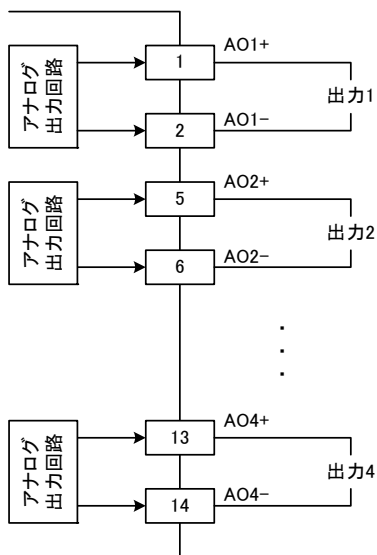 アナログ
出力回路
1
AO1+
2
AO1−
出力1
アナログ
出力回路
5
AO2+
6
AO2−
出力2
アナログ
出力回路
13
AO4+
14
AO4−
出力4